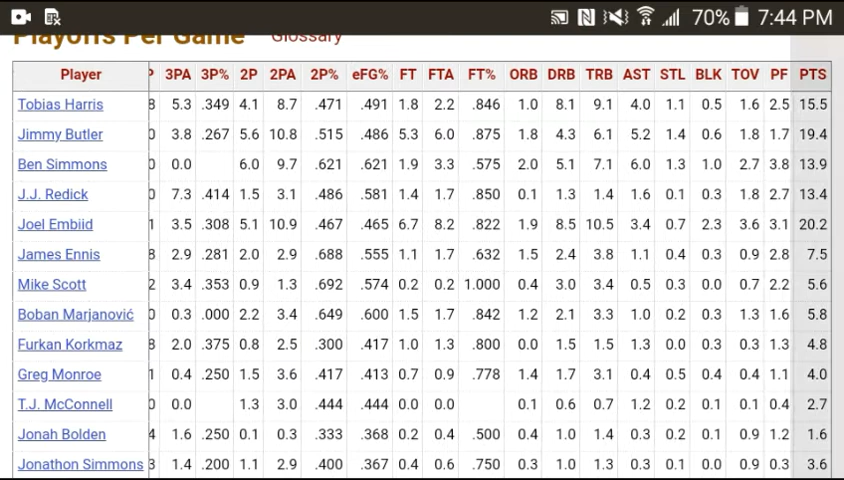 70% 7:44 PM
Playoffs Per Game Glossary
Player P 3PA 3P% 2P 2PA 2P% eFG% FT FTA FT% ORB DRB TRB AST STL BLK TOV PF PTS
Tobias Harris 8 5.3 .349 4.1 8.7 .471 .491 1.8 2.2 .846 1.0 8.1 9.1 4.0 1.1 0.5 1.6 2.5 15.5
Jimmy Butler 0 3.8 .267 5.6 10.8 .515 .486 5.3 6.0 .875 1.8 4.3 6.1 5.2 1.4 0.6 1.8 1.7 19.4
Ben Simmons 0 0.0 6.0 9.7 .621 .621 1.9 3.3 .575 2.0 5.1 7.1 6.0 1.3 1.0 2.7 3.8 13.9
J.J. Redick 0 7.3 .414 1.5 3.1 .486 .581 1.4 1.7 .850 0.1 1.3 1.4 1.6 0.1 0.3 1.8 2.7 13.4
Joel Embiid 1 3.5 .308 5.1 10.9 .467 .465 6.7 8.2 .822 1.9 8.5 10.5 3.4 0.7 2.3 3.6 3.1 20.2
James Ennis 8 2.9 .281 2.0 2.9 .688 .555 1.1 1.7 .632 1.5 2.4 3.8 1.1 0.4 0.3 0.9 2.8 7.5
Mike Scott 2 3.4 .353 0.9 1.3 .692 .574 0.2 0.2 1.000 0.4 3.0 3.4 0.5 0.3 0.0 0.7 2.2 5.6
Boban Marjanović 0 0.3 .000 2.2 3.4 .649 .600 1.5 1.7 .842 1.2 2.1 3.3 1.0 0.2 0.3 1.3 1.6 5.8
Furkan Korkmaz 8 2.0 .375 0.8 2.5 .300 .417 1.0 1.3 .800 0.0 1.5 1.5 1.3 0.0 0.3 0.3 1.3 4.8
Greg Monroe 1 0.4 .250 1.5 3.6 .417 .413 0.7 0.9 .778 1.4 1.7 3.1 0.4 0.5 0.4 0.4 1.1 4.0
T.J. McConnell 0 0.0 1.3 3.0 .444 .444 0.0 0.0 0.1 0.6 0.7 1.2 0.2 0.1 0.1 0.4 2.7
Jonah Bolden 4 1.6 .250 0.1 0.3 .333 .368 0.2 0.4 .500 0.4 1.0 1.4 0.3 0.2 0.1 0.9 1.2 1.6
Jonathon Simmons 3 1.4 .200 1.1 2.9 .400 .367 0.4 0.6 .750 0.3 1.0 1.3 0.3 0.1 0.0 0.9 0.3 3.6